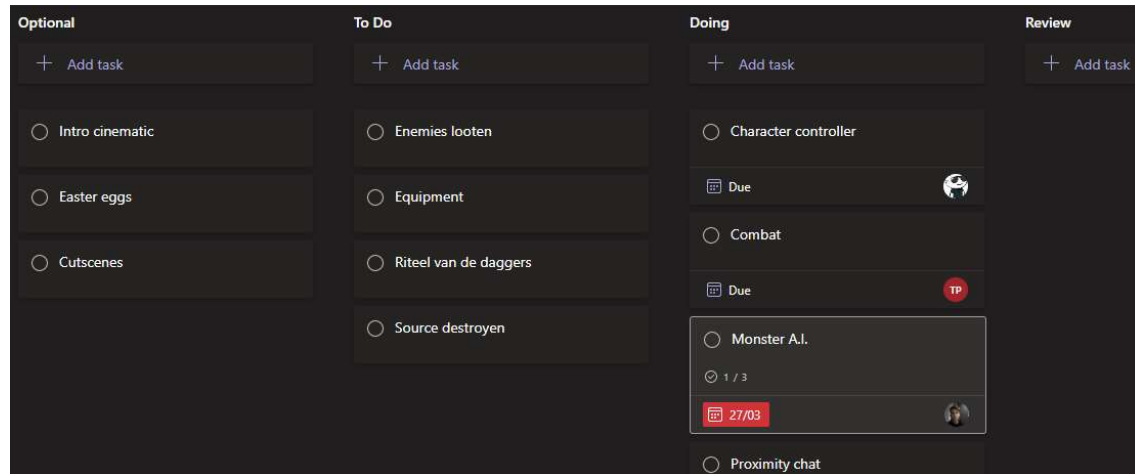 Optional
Add task
Intro cinematic
Easter eggs
Cutscenes
To Do
Add task
Enemies looten
Equipment
Riteel van de daggers
Source destroyen
Doing
Add task
Character controller
Due
Combat
Due
TP
Monster A.I.
1 / 3
27/03
Proximity chat
Review
Add task